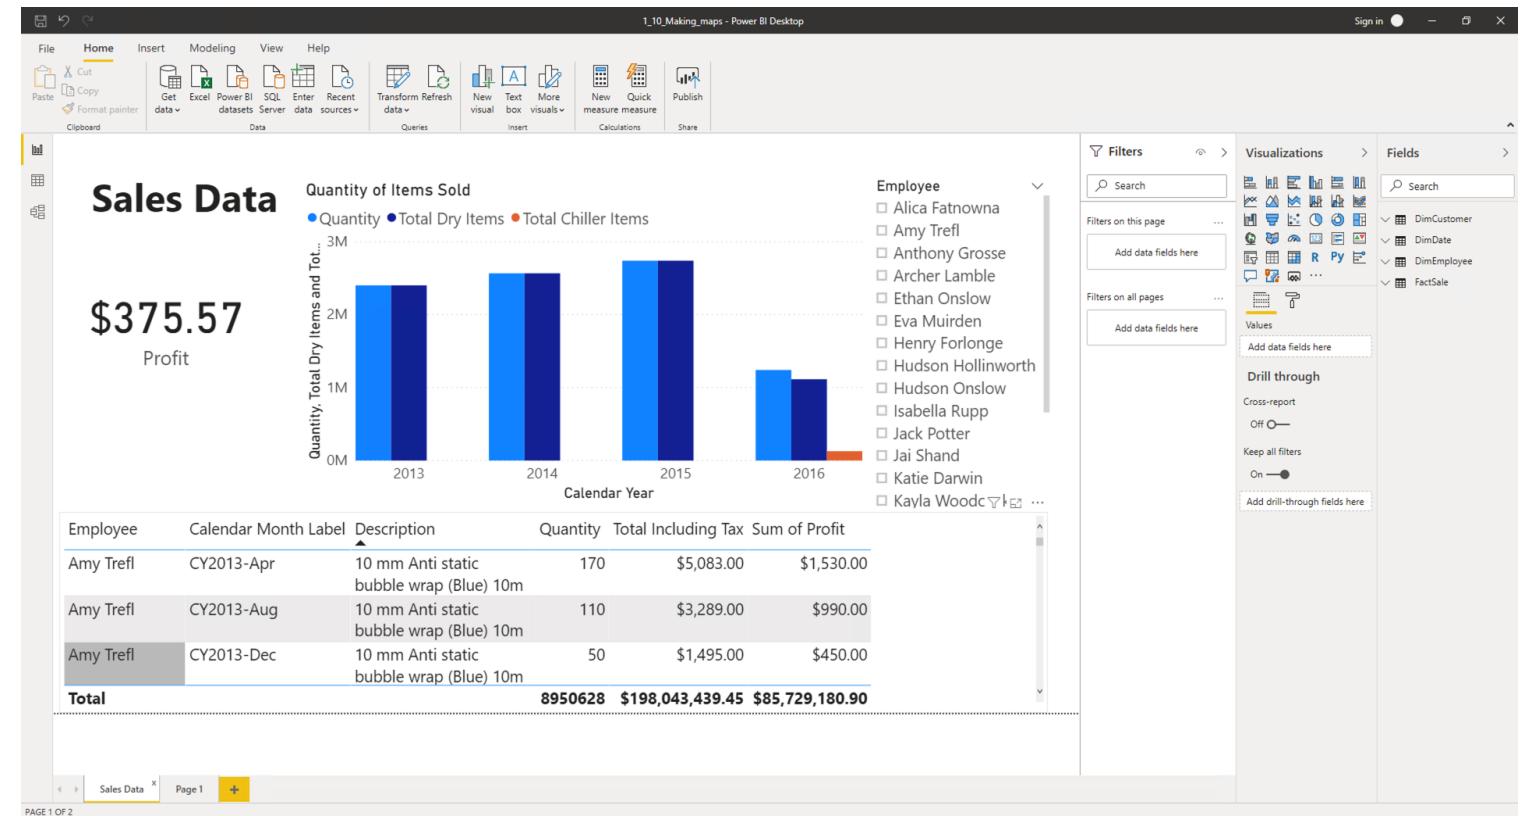 1_10_Making_maps - Power BI Desktop
Sign in
File Home Insert Modeling View Help
Paste
Cut
Copy
Format painter
Clipboard
Get data
Excel
Power BI datasets
SQL Server
Enter data
Recent sources
Data
Transform data
Refresh
Queries
New visual
Text box
More visuals
Insert
New measure
Quick measure
Calculations
Publish
Share
Sales Data
$375.57
Profit
Quantity of Items Sold
Quantity Total Dry Items Total Chiller Items
Quantity, Total Dry Items and Tot...
3M
2M
1M
0M
2013 2014 2015 2016
Calendar Year
Employee
Alica Fatnowna
Amy Trefl
Anthony Grosse
Archer Lamble
Ethan Onslow
Eva Muirden
Henry Forlonge
Hudson Hollinworth
Hudson Onslow
Isabella Rupp
Jack Potter
Jai Shand
Katie Darwin
Kayla Woodc
Employee Calendar Month Label Description Quantity Total Including Tax Sum of Profit
Amy Trefl CY2013-Apr 10 mm Anti static 170 $5,083.00 $1,530.00
bubble wrap (Blue) 10m
Amy Trefl CY2013-Aug 10 mm Anti static 110 $3,289.00 $990.00
bubble wrap (Blue) 10m
Amy Trefl CY2013-Dec 10 mm Anti static 50 $1,495.00 $450.00
bubble wrap (Blue) 10m
Total 8950628 $198,043,439.45 $85,729,180.90
Filters
Search
Filters on this page
Add data fields here
Filters on all pages
Add data fields here
Visualizations
R Py
Values
Add data fields here
Drill through
Cross-report
Off
Keep all filters
On
Add drill-through fields here
Fields
Search
DimCustomer
DimDate
DimEmployee
FactSale
Sales Data x
Page 1
+
PAGE 1 OF 2